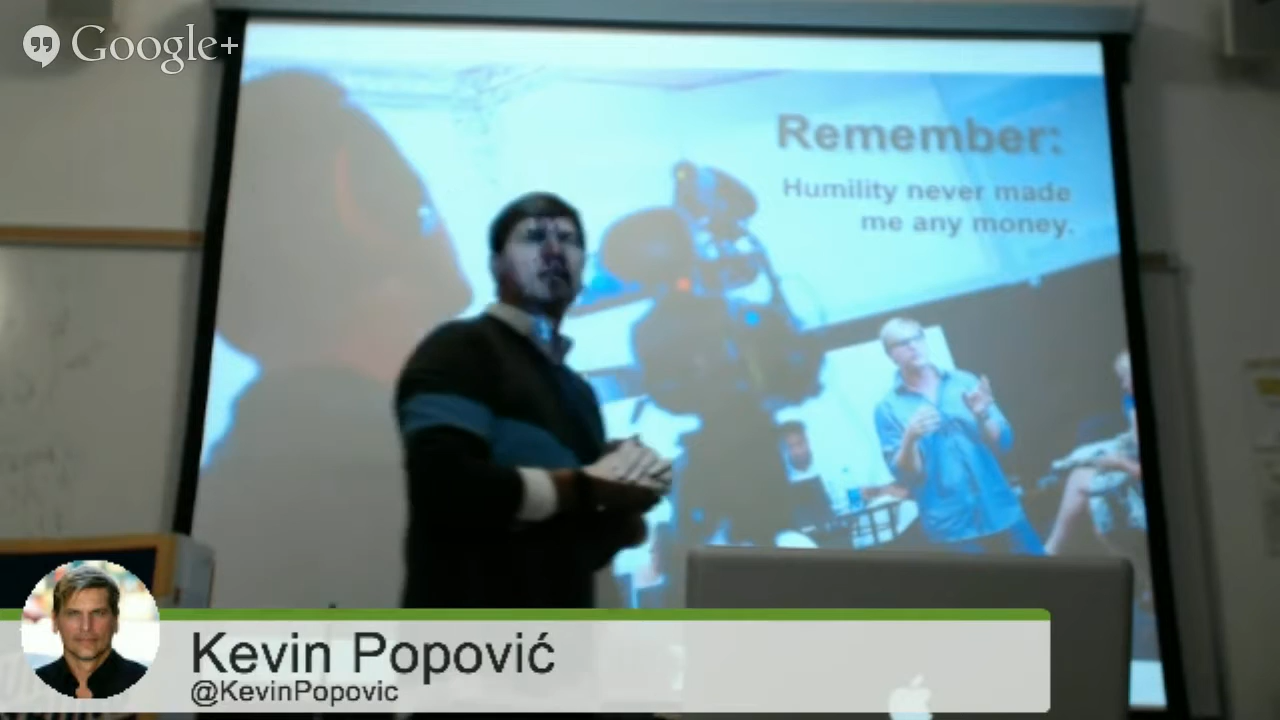 Google+
Remember:
Humility never made
me any money.
Kevin Popović
@KevinPopovic